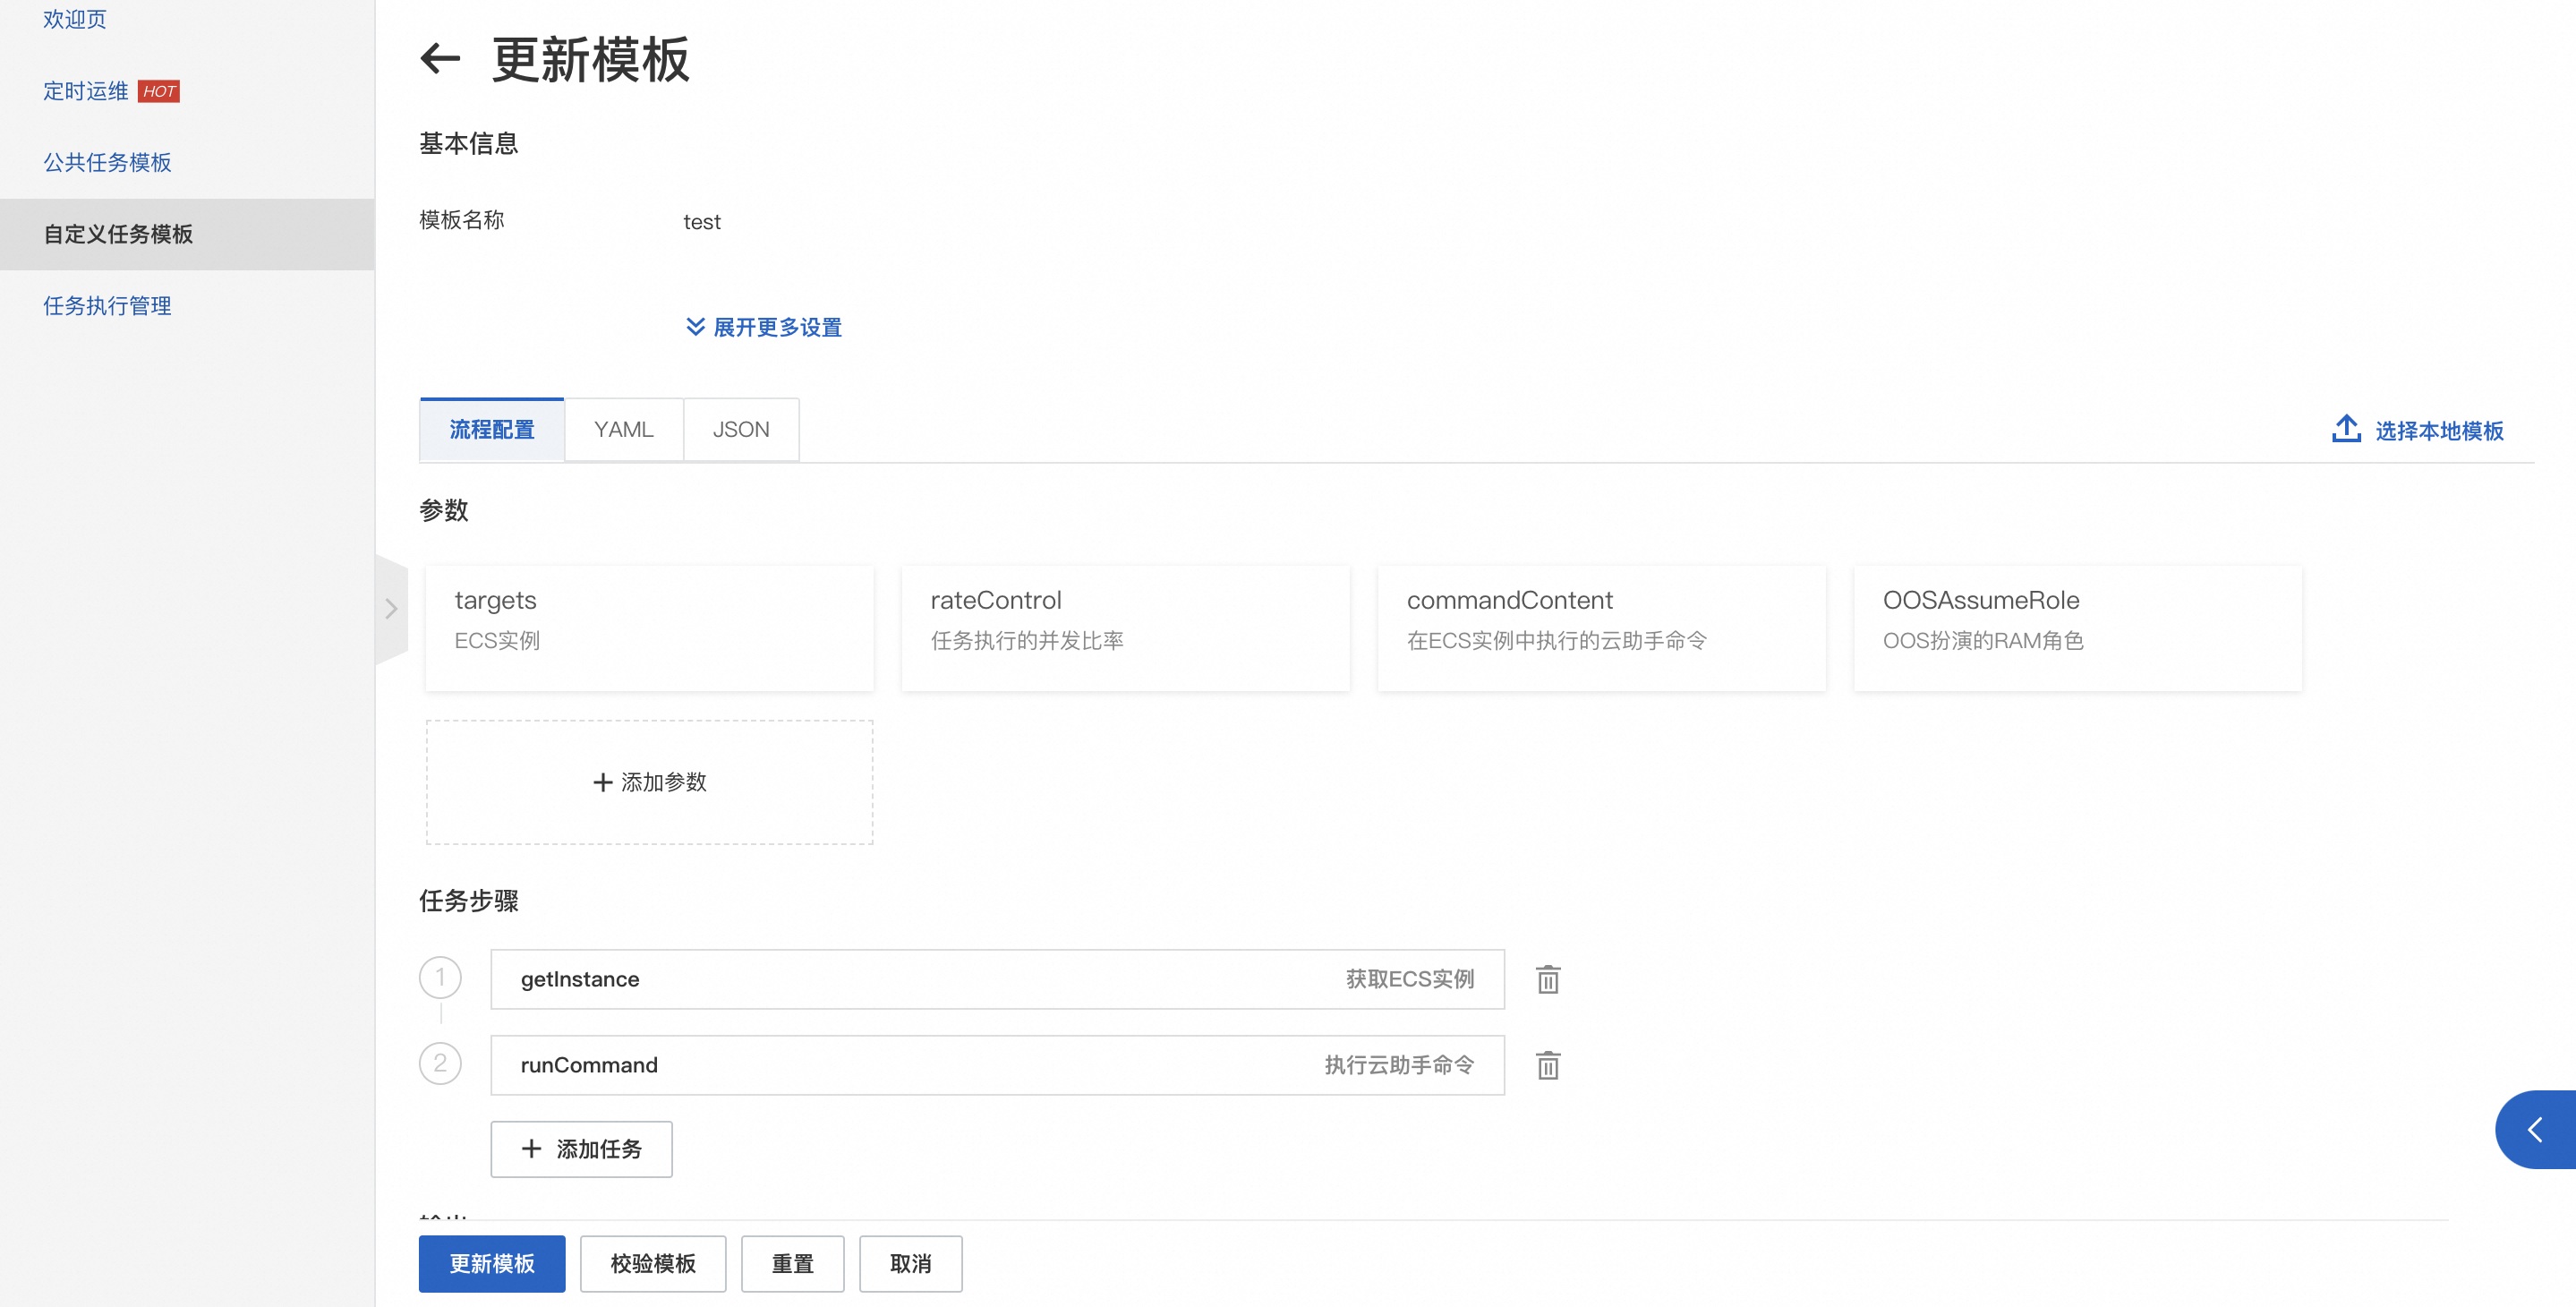 欢迎页
定时运维 HOT
公共任务模板
自定义任务模板
任务执行管理
更新模板
基本信息
模板名称 test
展开更多设置
流程配置 YAML JSON 选择本地模板
参数
targets
ECS实例
rateControl
任务执行的并发比率
commandContent
在ECS实例中执行的云助手命令
OOSAssumeRole
OOS扮演的RAM角色
添加参数
任务步骤
1 getInstance 获取ECS实例
2 runCommand 执行云助手命令
添加任务
更新模板 校验模板 重置 取消